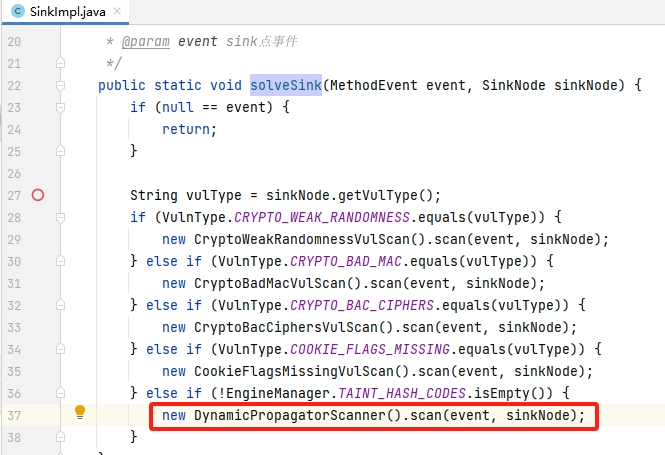 SinkImpl.java
20 * @param event sink点事件
21 */
22 public static void solveSink(MethodEvent event, SinkNode sinkNode) {
23 if (null == event) {
24 return;
25 }
26
27 String vulType = sinkNode.getVulType();
28 if (VulnType.CRYPTO_WEAK_RANDOMNESS.equals(vulType)) {
29 new CryptoWeakRandomnessVulScan().scan(event, sinkNode);
30 } else if (VulnType.CRYPTO_BAD_MAC.equals(vulType)) {
31 new CryptoBadMacVulScan().scan(event, sinkNode);
32 } else if (VulnType.CRYPTO_BAC_CIPHERS.equals(vulType)) {
33 new CryptoBacCiphersVulScan().scan(event, sinkNode);
34 } else if (VulnType.COOKIE_FLAGS_MISSING.equals(vulType)) {
35 new CookieFlagsMissingVulScan().scan(event, sinkNode);
36 } else if (!EngineManager.TAINT_HASH_CODES.isEmpty()) {
37 new DynamicPropagatorScanner().scan(event, sinkNode);
38 }